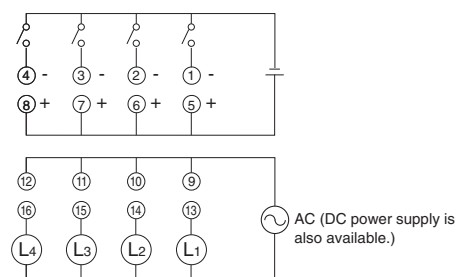 4 - 3 - 2 - 1 -
8 + 7 + 6 + 5 +
12 11 10 9
16 15 14 13
AC (DC power supply is
also available.)
L4 L3 L2 L1